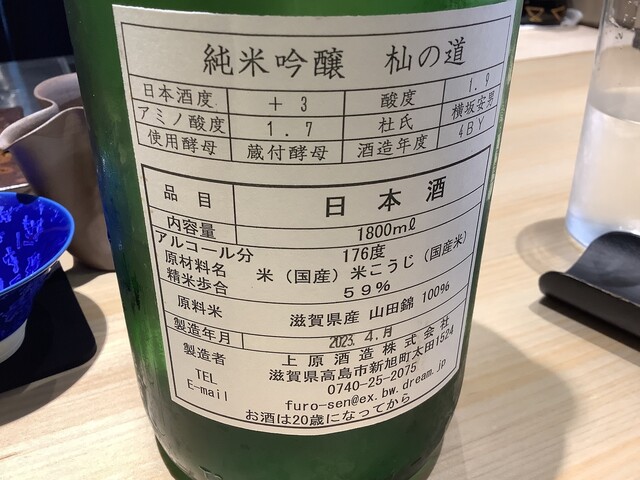 純米吟醸 杣の道
日本酒度 +3 酸度 1.9
アミノ酸度 1.7 杜氏 横坂安男
使用酵母 蔵付酵母 酒造年度 4BY
品目 日本酒
内容量 1800mℓ
アルコール分 176度
原材料名 米（国産）米こうじ（国産米）
精米歩合 59%
原料米 滋賀県産 山田錦 100%
製造年月 2023.4.月
製造者 上原酒造株式会社
滋賀県高島市新旭町太田1524
TEL 0740-25-2075
E-mail furo-sen@ex.bw.dream.jp
お酒は20歳になってから